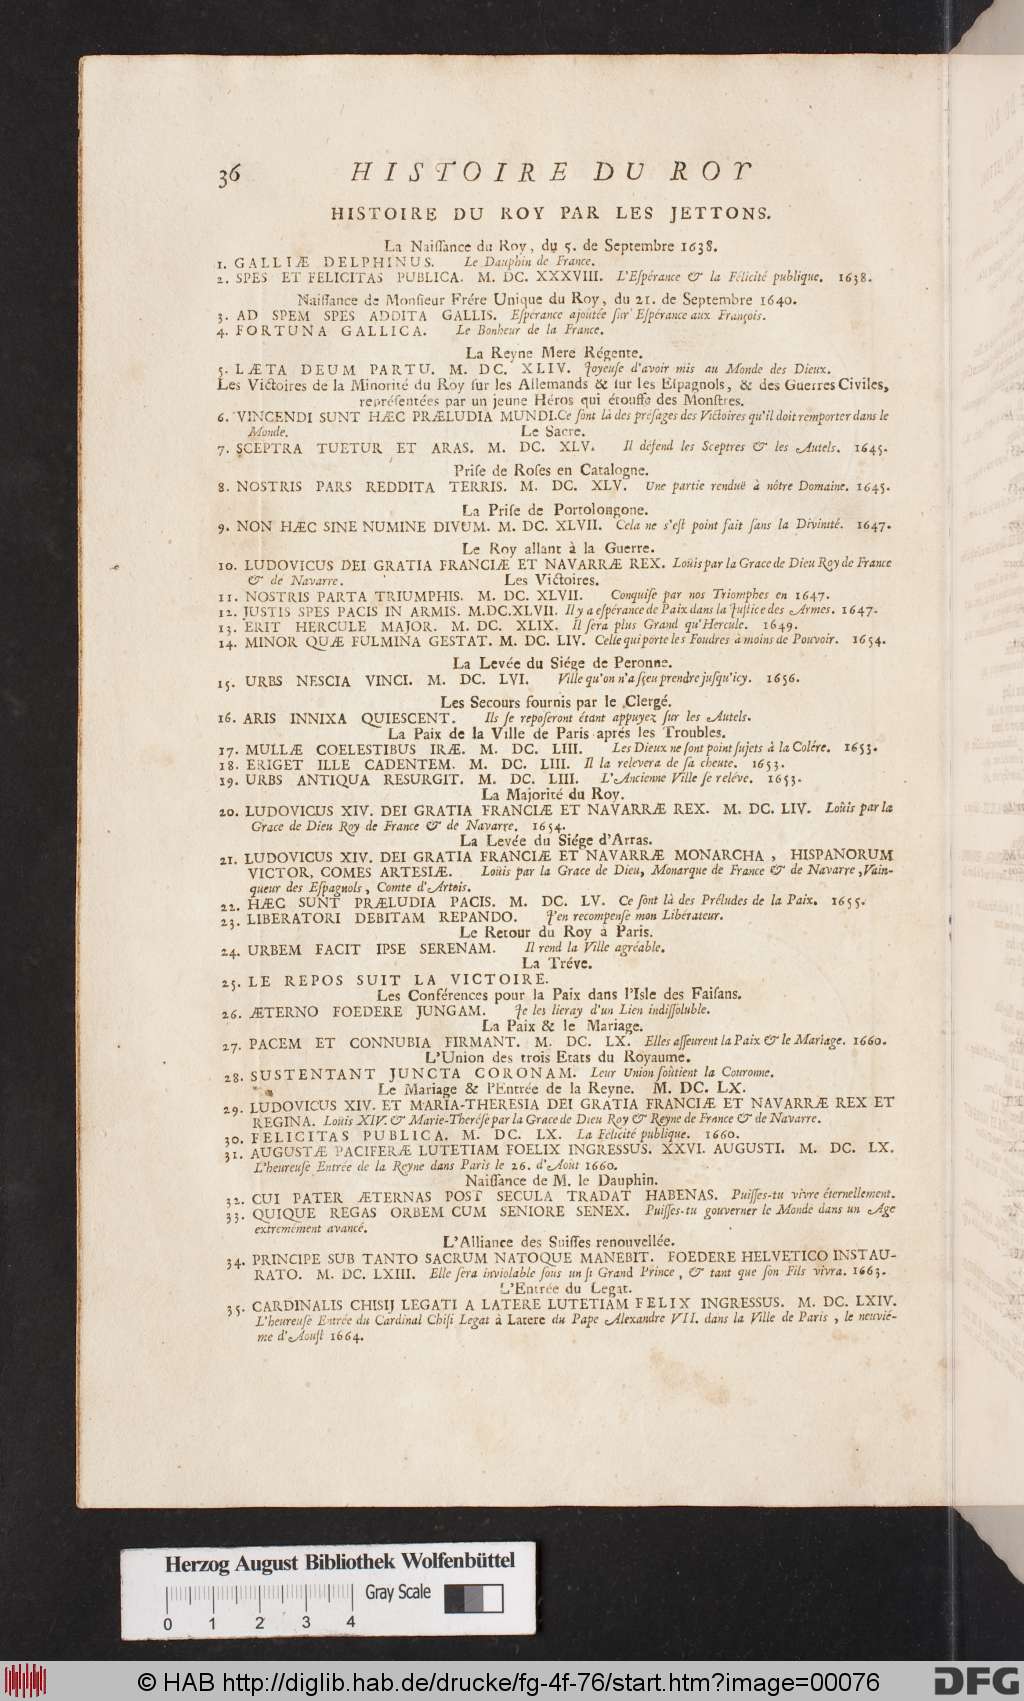 36 HISTOIRE DU ROY
HISTOIRE DU ROY PAR LES JETTONS.
La Naiſſance du Roy, du 5. de Septembre 1638.
1. GALLIÆ DELPHINUS. Le Dauphin de France.
2. SPES ET FELICITAS PUBLICA. M. DC. XXXVIII. L'Eſpérance & la Félicité publique. 1638.
Naiſſance de Monſieur Frére Unique du Roy, du 21. de Septembre 1640.
3. AD SPEM SPES ADDITA GALLIS. Eſpérance ajoûtée ſur Eſpérance aux François.
4. FORTUNA GALLICA. Le Bonheur de la France.
La Reyne Mere Régente.
5. LÆTA DEUM PARTU. M. DC. XLIV. Joyeuſe d'avoir mis au Monde des Dieux.
Les Victoires de la Minorité du Roy ſur les Allemands & ſur les Eſpagnols, & des Guerres Civiles,
repréſentées par un jeune Héros qui étouffe des Monſtres.
6. VINCENDI SUNT HÆC PRÆLUDIA MUNDI. Ce ſont là des préſages des Victoires qu'il doit remporter dans le
Monde. Le Sacre.
7. SCEPTRA TUETUR ET ARAS. M. DC. XLV. Il défend les Sceptres & les Autels. 1645.
Priſe de Roſes en Catalogne.
8. NOSTRIS PARS REDDITA TERRIS. M. DC. XLV. Une partie renduë à nôtre Domaine. 1645.
La Priſe de Portolongone.
9. NON HÆC SINE NUMINE DIVUM. M. DC. XLVII. Cela ne s'eſt point fait ſans la Divinité. 1647.
Le Roy allant à la Guerre.
10. LUDOVICUS DEI GRATIA FRANCIÆ ET NAVARRÆ REX. Loüis par la Grace de Dieu Roy de France
& de Navarre. Les Victoires.
11. NOSTRIS PARTA TRIUMPHIS. M. DC. XLVII. Conquiſe par nos Triomphes en 1647.
12. JUSTIS SPES PACIS IN ARMIS. M.DC.XLVII. Il y a eſpérance de Paix dans la Juſtice des Armes. 1647.
13. ERIT HERCULE MAJOR. M. DC. XLIX. Il ſera plus Grand qu'Hercule. 1649.
14. MINOR QUÆ FULMINA GESTAT. M. DC. LIV. Celle qui porte les Foudres a moins de Pouvoir. 1654.
La Levée du Siége de Peronne.
15. URBS NESCIA VINCI. M. DC. LVI. Ville qu'on n'a ſçeu prendre juſqu'icy. 1656.
Les Secours fournis par le Clergé.
16. ARIS INNIXA QUIESCENT. Ils ſe repoſeront étant appuyez ſur les Autels.
La Paix de la Ville de Paris aprés les Troubles.
17. MULLÆ COELESTIBUS IRÆ. M. DC. LIII. Les Dieux ne ſont point ſujets à la Colére. 1653.
18. ERIGET ILLE CADENTEM. M. DC. LIII. Il la relevera de ſa cheute. 1653.
19. URBS ANTIQUA RESURGIT. M. DC. LIII. L'Ancienne Ville ſe reléve. 1653.
La Majorité du Roy.
20. LUDOVICUS XIV. DEI GRATIA FRANCIÆ ET NAVARRÆ REX. M. DC. LIV. Loüis par la
Grace de Dieu Roy de France & de Navarre. 1654.
La Levée du Siége d'Arras.
21. LUDOVICUS XIV. DEI GRATIA FRANCIÆ ET NAVARRÆ MONARCHA, HISPANORUM
VICTOR, COMES ARTESIÆ. Loüis par la Grace de Dieu, Monarque de France & de Navarre, Vain-
queur des Eſpagnols, Comte d'Artois.
22. HÆC SUNT PRÆLUDIA PACIS. M. DC. LV. Ce ſont là des Préludes de la Paix. 1655.
23. LIBERATORI DEBITAM REPANDO. J'en recompenſe mon Libérateur.
Le Retour du Roy à Paris.
24. URBEM FACIT IPSE SERENAM. Il rend la Ville agréable.
La Tréve.
25. LE REPOS SUIT LA VICTOIRE.
Les Conférences pour la Paix dans l'Isle des Faiſans.
26. ÆTERNO FOEDERE JUNGAM. Je les lieray d'un Lien indiſſoluble.
La Paix & le Mariage.
27. PACEM ET CONNUBIA FIRMANT. M. DC. LX. Elles aſſeurent la Paix & le Mariage. 1660.
L'Union des trois Etats du Royaume.
28. SUSTENTANT JUNCTA CORONAM. Leur Union ſoûtient la Couronne.
Le Mariage & l'Entrée de la Reyne. M. DC. LX.
29. LUDOVICUS XIV. ET MARIA-THERESIA DEI GRATIA FRANCIÆ ET NAVARRÆ REX ET
REGINA. Loüis XIV. & Marie-Theréſe par la Grace de Dieu Roy & Reyne de France & de Navarre.
30. FELICITAS PUBLICA. M. DC. LX. La Félicité publique. 1660.
31. AUGUSTÆ PACIFERÆ LUTETIAM FOELIX INGRESSUS. XXVI. AUGUSTI. M. DC. LX.
L'heureuſe Entrée de la Reyne dans Paris le 26. d'Août 1660.
Naiſſance de M. le Dauphin.
32. CUI PATER ÆTERNAS POST SECULA TRADAT HABENAS. Puiſſes-tu vivre éternellement.
33. QUIQUE REGAS ORBEM CUM SENIORE SENEX. Puiſſes-tu gouverner le Monde dans un Age
extremément avancé.
L'Alliance des Suiſſes renouvellée.
34. PRINCIPE SUB TANTO SACRUM NATOQUE MANEBIT. FOEDERE HELVETICO INSTAU-
RATO. M. DC. LXIII. Elle ſera inviolable ſous un ſi Grand Prince, & tant que ſon Fils vivra. 1663.
L'Entrée du Legat.
35. CARDINALIS CHISIJ LEGATI A LATERE LUTETIAM FELIX INGRESSUS. M. DC. LXIV.
L'heureuſe Entrée du Cardinal Chiſi Legat à Latere du Pape Alexandre VII. dans la Ville de Paris, le neuvié-
me d'Aouſt 1664.
Herzog August Bibliothek Wolfenbüttel
Gray Scale
0 1 2 3 4
© HAB http://diglib.hab.de/drucke/fg-4f-76/start.htm?image=00076
DFG